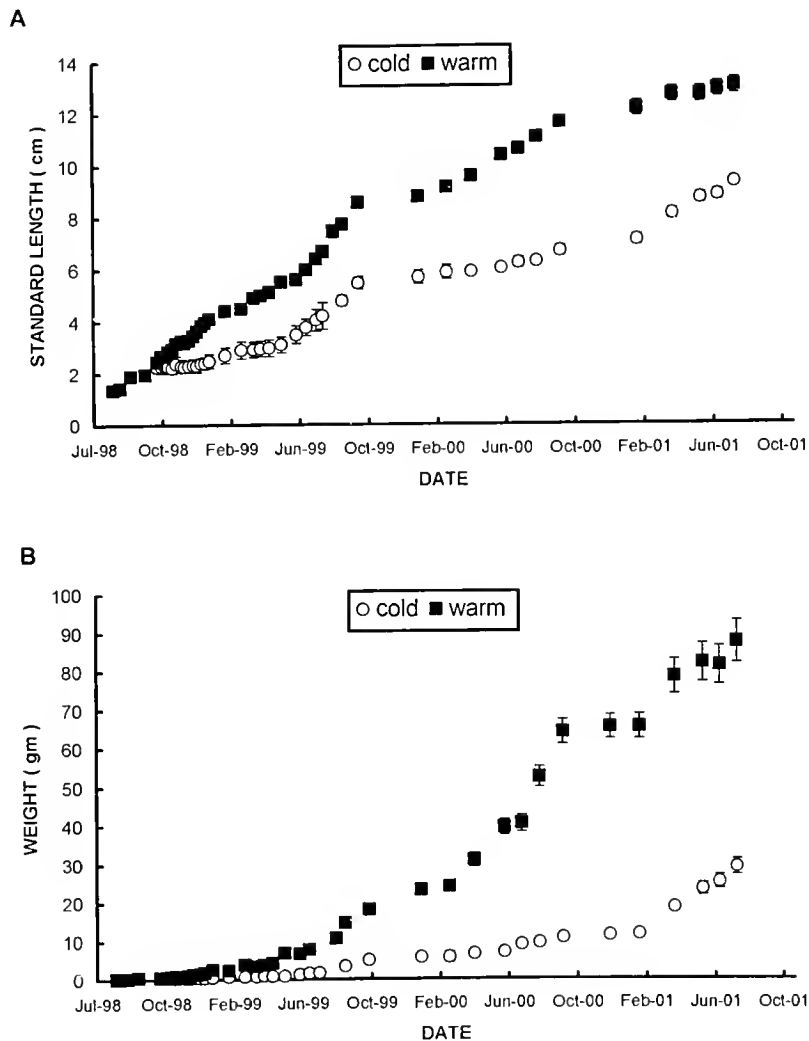 A
○ cold ■ warm
14
12
10
8
6
4
2
0
STANDARD LENGTH ( cm )
Jul-98 Oct-98 Feb-99 Jun-99 Oct-99 Feb-00 Jun-00 Oct-00 Feb-01 Jun-01 Oct-01
DATE
B
○ cold ■ warm
100
90
80
70
60
50
40
30
20
10
0
WEIGHT ( gm )
Jul-98 Oct-98 Feb-99 Jun-99 Oct-99 Feb-00 Jun-00 Oct-00 Feb-01 Jun-01 Oct-01
DATE